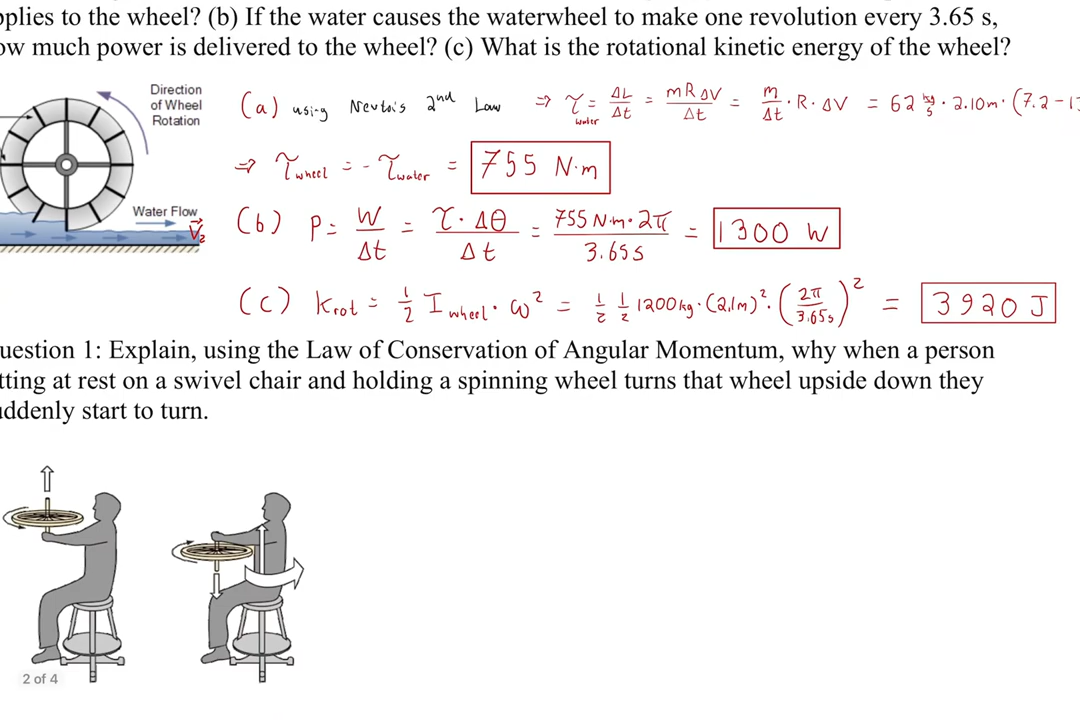 pplies to the wheel? (b) If the water causes the waterwheel to make one revolution every 3.65 s,
ow much power is delivered to the wheel? (c) What is the rotational kinetic energy of the wheel?
Direction
of Wheel
Rotation
(a) using Newton's 2nd Law ⇒ τwater = ΔL/Δt = mRΔV/Δt = m/Δt · R · ΔV = 62 kg/s · 2.10m · (7.2 -
⇒ τwheel = - τwater = 755 N·m
Water Flow
V⃗2
(b) P = W/Δt = τ·Δθ/Δt = 755 N·m·2π/3.65s = 1300 W
(c) Krot = 1/2 I wheel · ω² = 1/2 1/2 1200kg · (2.1m)² · (2π/3.65s)² = 3920 J
uestion 1: Explain, using the Law of Conservation of Angular Momentum, why when a person
tting at rest on a swivel chair and holding a spinning wheel turns that wheel upside down they
uddenly start to turn.
2 of 4